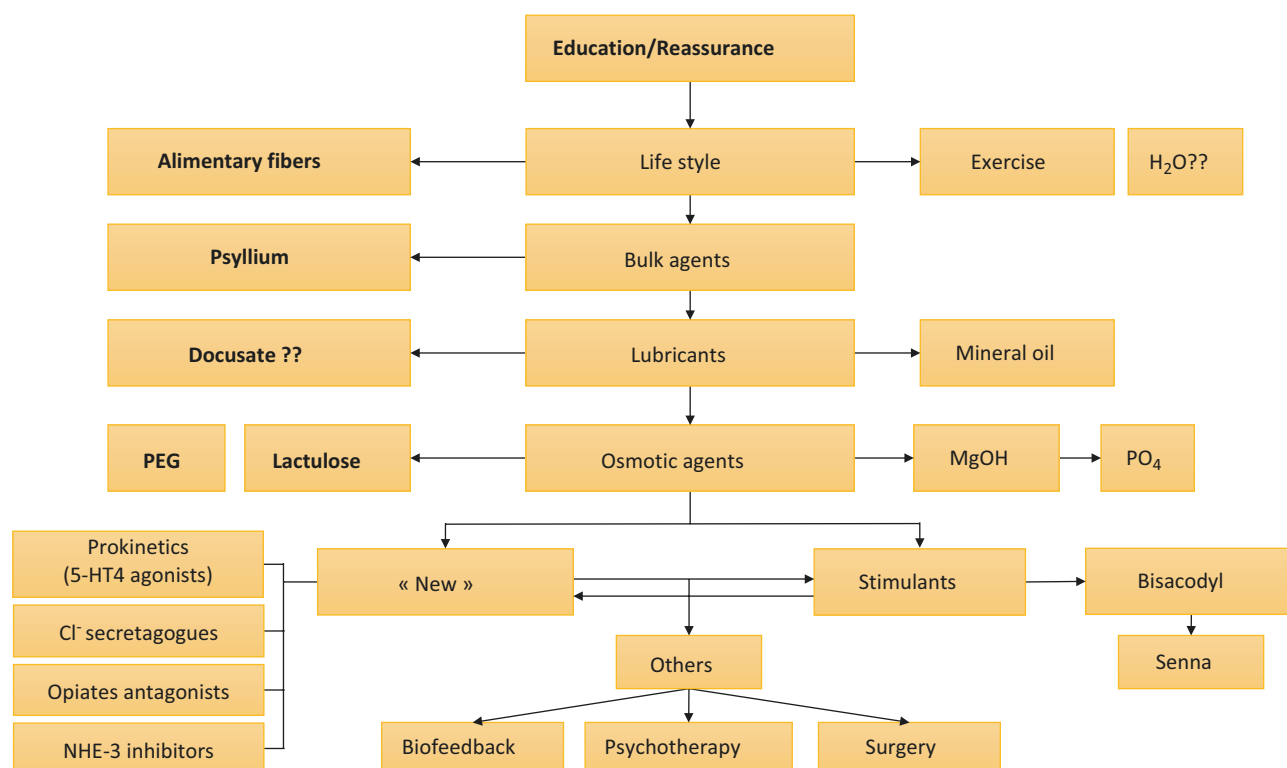 Education/Reassurance
Alimentary fibers
Life style
Exercise
H₂O??
Psyllium
Bulk agents
Docusate ??
Lubricants
Mineral oil
PEG
Lactulose
Osmotic agents
MgOH
PO₄
Prokinetics
(5-HT4 agonists)
« New »
Stimulants
Bisacodyl
Cl⁻ secretagogues
Others
Senna
Opiates antagonists
NHE-3 inhibitors
Biofeedback
Psychotherapy
Surgery